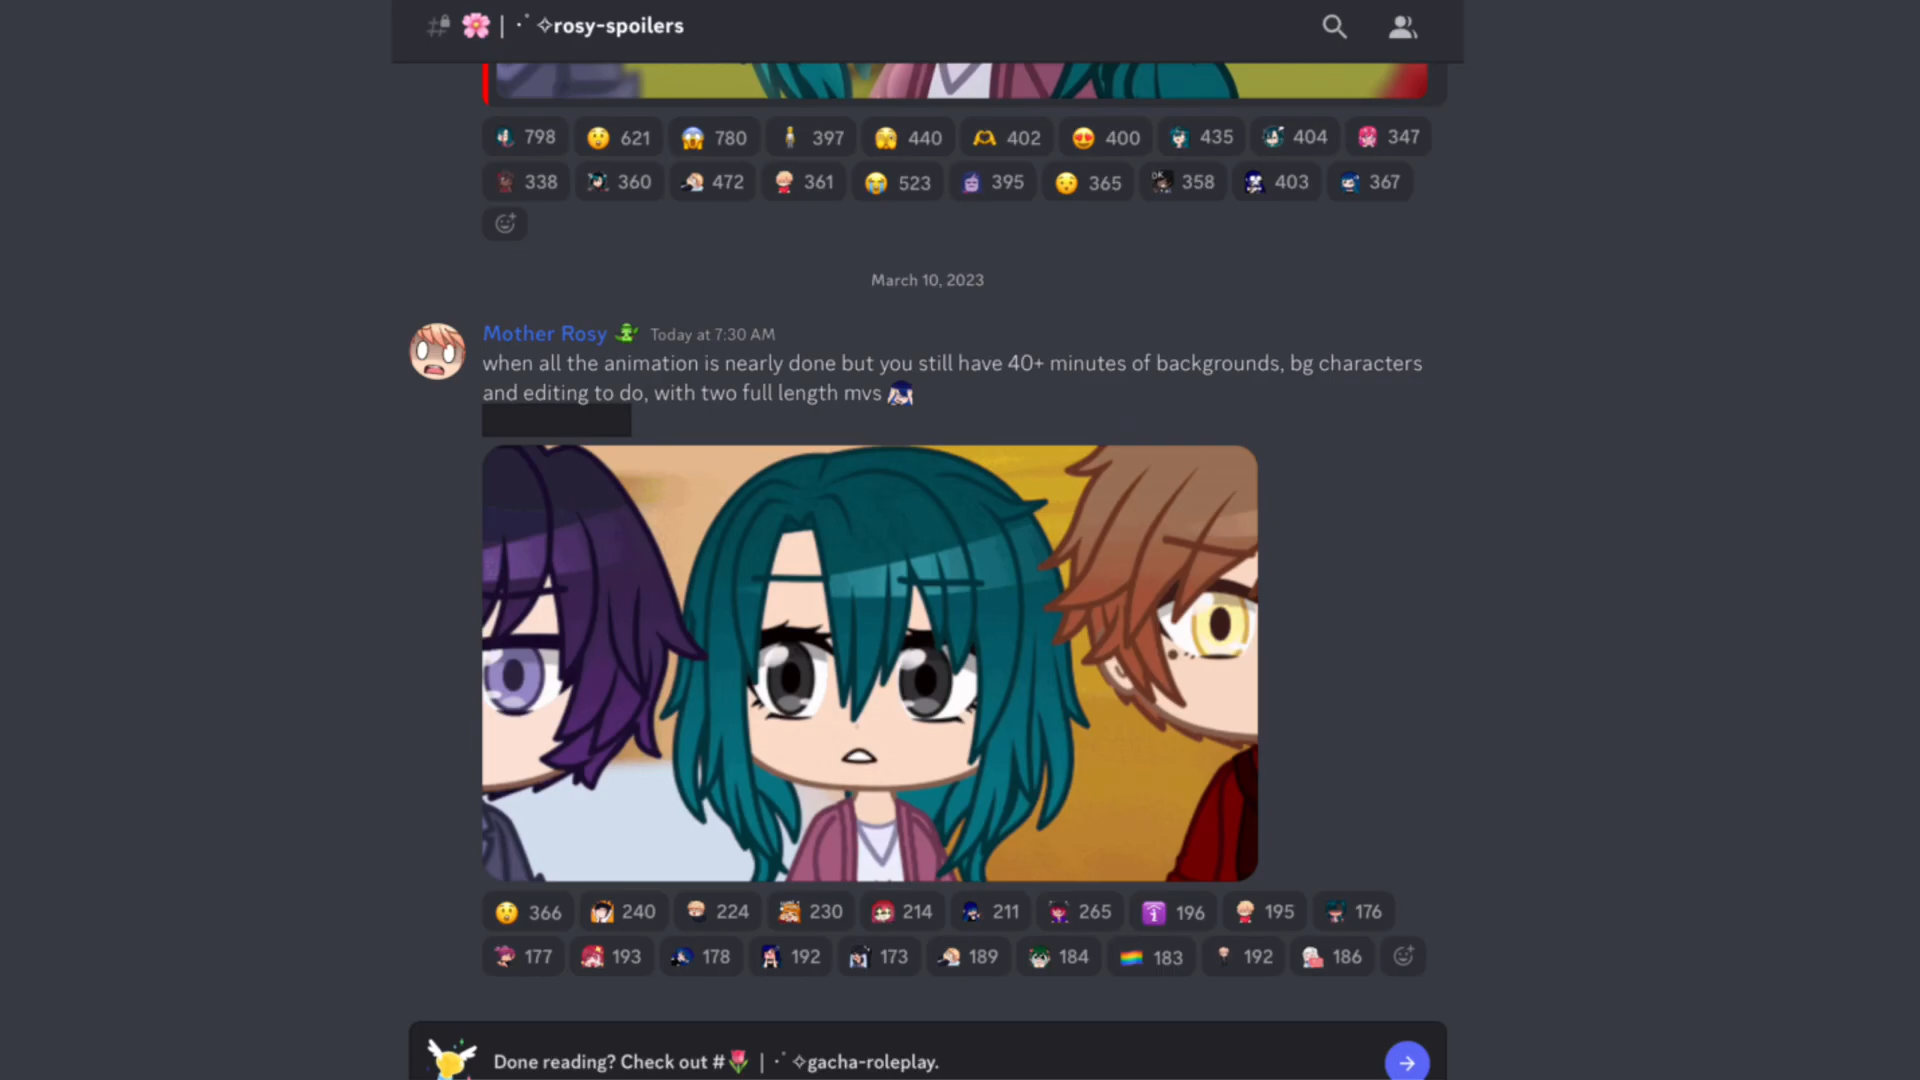 🌸 | ·˚ ✧rosy-spoilers
798 621 780 397 440 402 400 435 404 347
338 360 472 361 523 395 365 358 403 367
March 10, 2023
Mother Rosy Today at 7:30 AM
when all the animation is nearly done but you still have 40+ minutes of backgrounds, bg characters
and editing to do, with two full length mvs
366 240 224 230 214 211 265 196 195 176
177 193 178 192 173 189 184 183 192 186
Done reading? Check out #🌷 | ·˚ ✧gacha-roleplay.